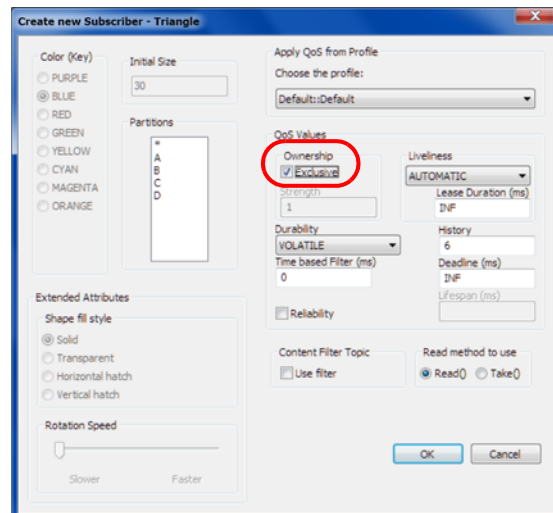 Create new Subscriber - Triangle
Color (Key)
PURPLE
BLUE
RED
GREEN
YELLOW
CYAN
MAGENTA
ORANGE
Initial Size
30
Partitions
*
A
B
C
D
Extended Attributes
Shape fill style
Solid
Transparent
Horizontal hatch
Vertical hatch
Rotation Speed
Slower Faster
Apply QoS from Profile
Choose the profile:
Default::Default
QoS Values
Ownership
Exclusive
Strength
1
Liveliness
AUTOMATIC
Lease Duration (ms)
INF
Durability
VOLATILE
Time based Filter (ms)
0
Reliability
History
6
Deadline (ms)
INF
Lifespan (ms)
Content Filter Topic
Use filter
Read method to use
Read() Take()
OK Cancel